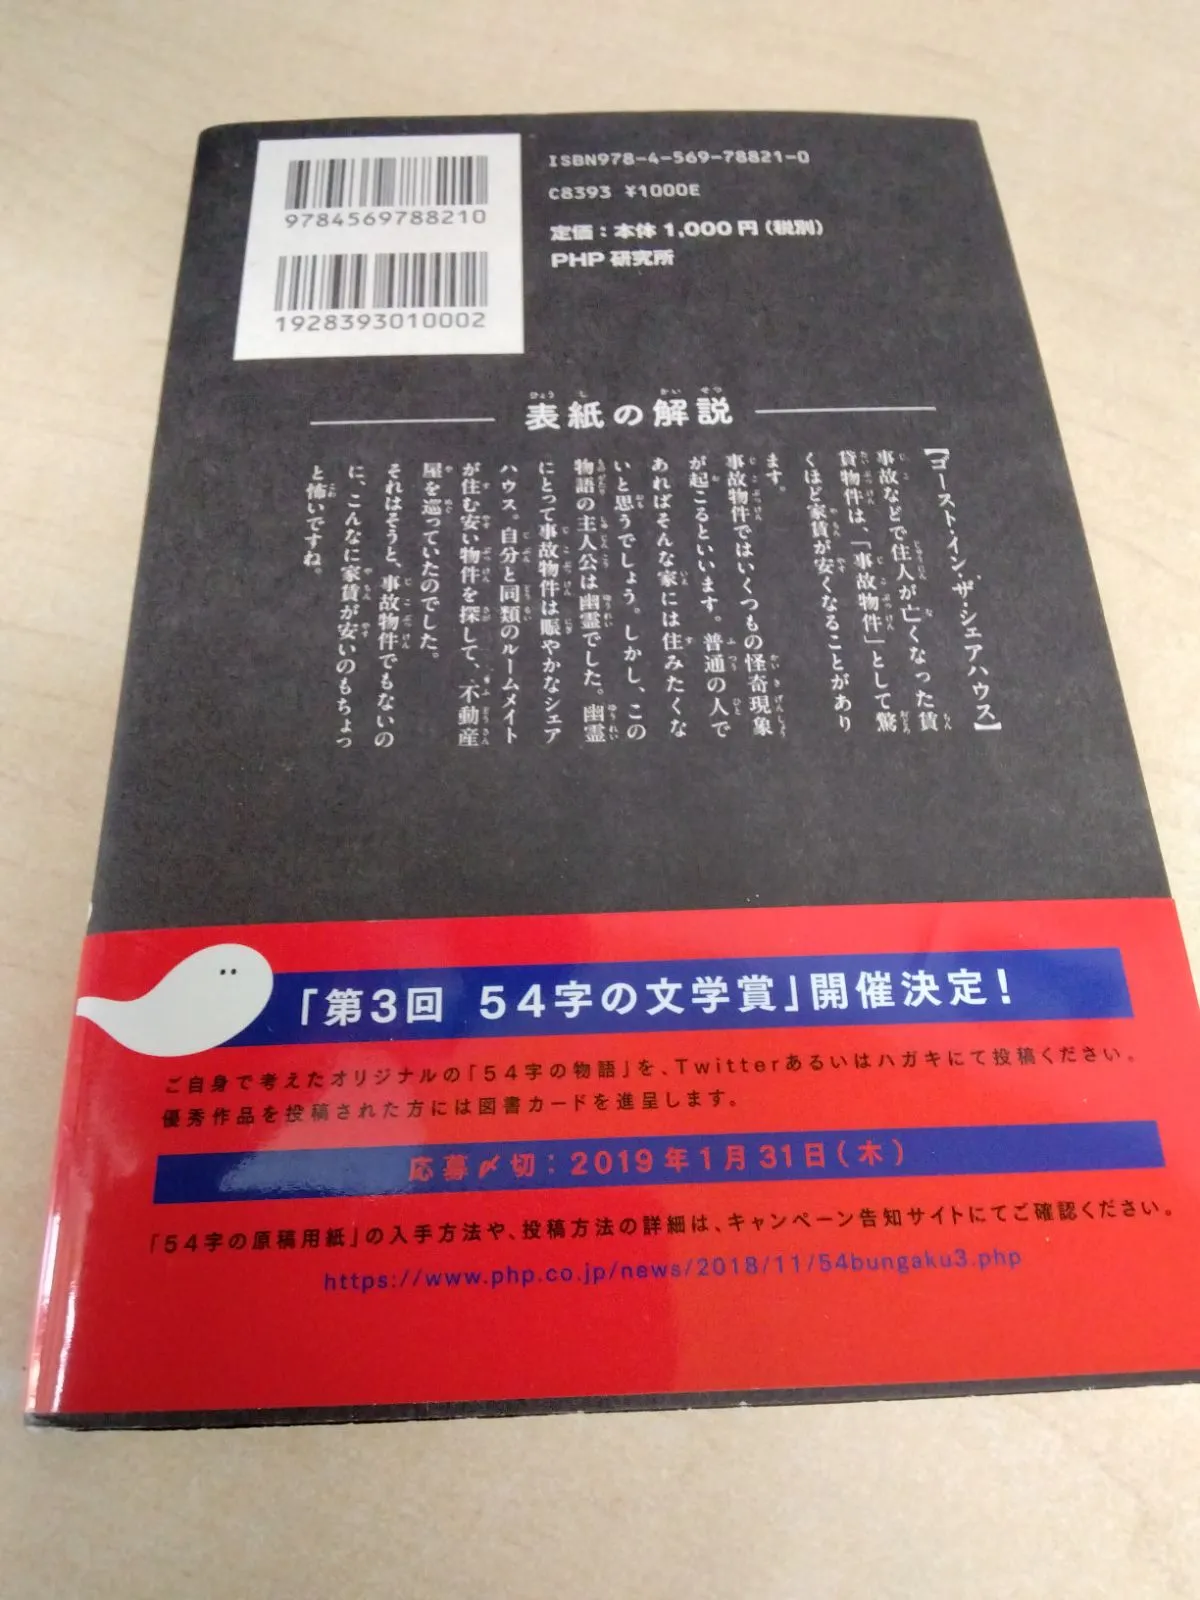 9784569788210
1928393010002
ISBN978-4-569-78821-0
C8393 ¥1000E
定価：本体1,000円（税別）
PHP研究所
表紙の解説
【ゴースト・イン・ザ・シェアハウス】
事故などで住人が亡くなった賃
貸物件は、「事故物件」として驚
くほど家賃が安くなることがあり
ます。
事故物件ではいくつもの怪奇現象
が起こるといいます。普通の人で
あればそんな家には住みたくな
いと思うでしょう。しかし、この
物語の主人公は幽霊でした。幽霊
にとって事故物件は賑やかなシェア
ハウス。自分と同類のルームメイト
が住む安い物件を探して、不動産
屋を巡っていたのでした。
それはそうと、事故物件でもないの
に、こんなに家賃が安いのもちょっ
と怖いですね。
「第3回 54字の文学賞」開催決定！
ご自身で考えたオリジナルの「54字の物語」を、Twitterあるいはハガキにて投稿ください。
優秀作品を投稿された方には図書カードを進呈します。
応募〆切：2019年1月31日（木）
「54字の原稿用紙」の入手方法や、投稿方法の詳細は、キャンペーン告知サイトにてご確認ください。
https://www.php.co.jp/news/2018/11/54bungaku3.php